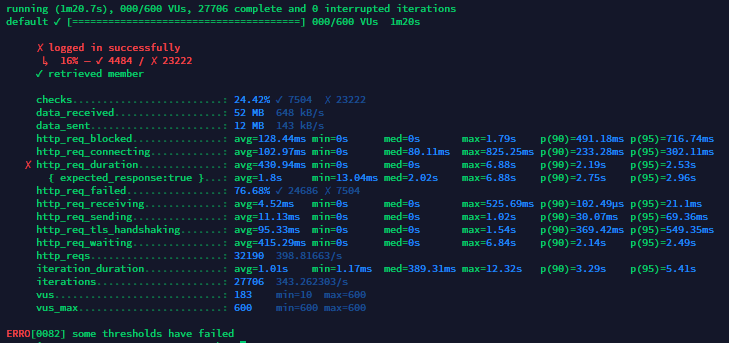 running (1m20.7s), 000/600 VUs, 27706 complete and 0 interrupted iterations
default ✓ [======================================] 000/600 VUs  1m20s
✗ logged in successfully
↳  16% — ✓ 4484 / ✗ 23222
✓ retrieved member
checks.........................: 24.42% ✓ 7504  ✗ 23222
data_received..................: 52 MB  648 kB/s
data_sent......................: 12 MB  143 kB/s
http_req_blocked...............: avg=128.44ms min=0s      med=0s       max=1.79s    p(90)=491.18ms p(95)=716.74ms
http_req_connecting............: avg=102.97ms min=0s      med=80.11ms  max=825.25ms p(90)=233.28ms p(95)=302.11ms
✗ http_req_duration..............: avg=430.94ms min=0s      med=0s       max=6.88s    p(90)=2.19s    p(95)=2.53s
{ expected_response:true }...: avg=1.8s     min=13.04ms med=2.02s    max=6.88s    p(90)=2.75s    p(95)=2.96s
http_req_failed................: 76.68% ✓ 24686 ✗ 7504
http_req_receiving.............: avg=4.52ms   min=0s      med=0s       max=525.69ms p(90)=102.49µs p(95)=21.1ms
http_req_sending...............: avg=11.13ms  min=0s      med=0s       max=1.02s    p(90)=30.07ms  p(95)=69.36ms
http_req_tls_handshaking.......: avg=95.33ms  min=0s      med=0s       max=1.54s    p(90)=369.42ms p(95)=549.35ms
http_req_waiting...............: avg=415.29ms min=0s      med=0s       max=6.84s    p(90)=2.14s    p(95)=2.49s
http_reqs......................: 32190  398.81663/s
iteration_duration.............: avg=1.01s    min=1.17ms  med=389.31ms max=12.32s   p(90)=3.29s    p(95)=5.41s
iterations.....................: 27706  343.262303/s
vus............................: 183    min=10  max=600
vus_max........................: 600    min=600 max=600
ERRO[0082] some thresholds have failed